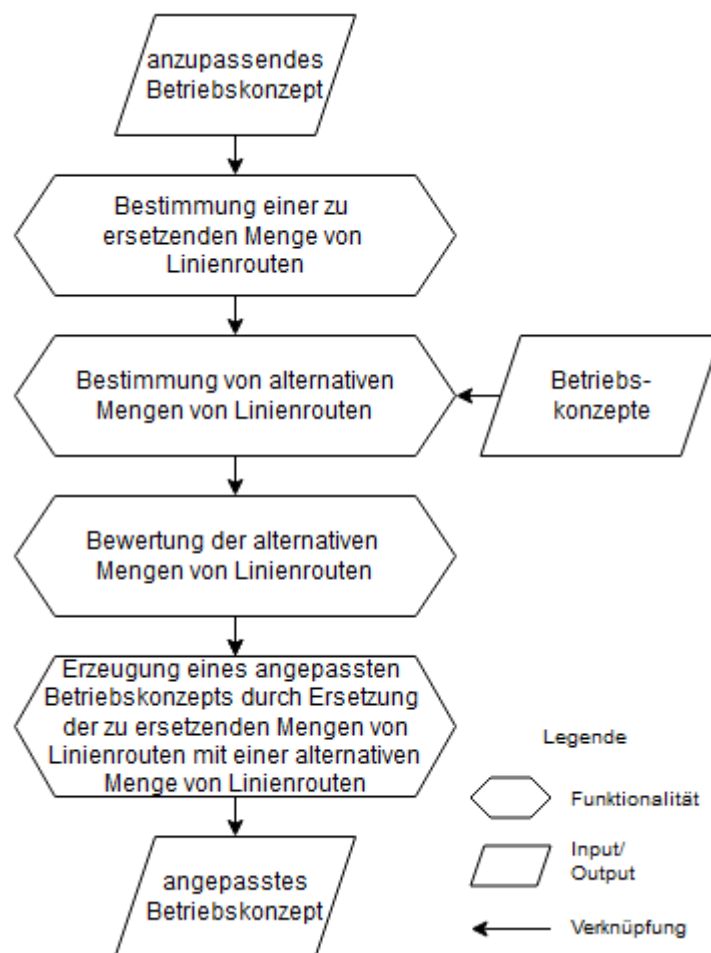 anzupassendes
Betriebskonzept
Bestimmung einer zu
ersetzenden Menge von
Linienrouten
Bestimmung von alternativen
Mengen von Linienrouten
Betriebs-
konzepte
Bewertung der alternativen
Mengen von Linienrouten
Erzeugung eines angepassten
Betriebskonzepts durch Ersetzung
der zu ersetzenden Mengen von
Linienrouten mit einer alternativen
Menge von Linienrouten
angepasstes
Betriebskonzept
Legende
Funktionalität
Input/
Output
Verknüpfung